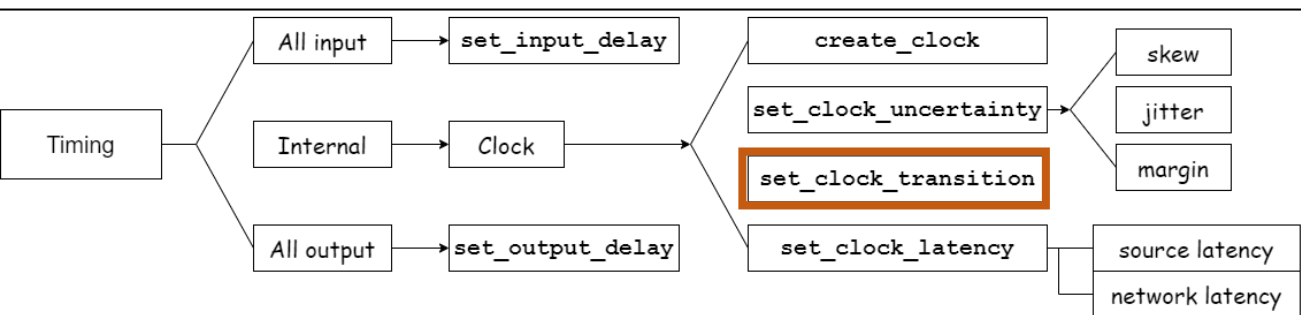 Timing
All input
set_input_delay
Internal
Clock
All output
set_output_delay
create_clock
set_clock_uncertainty
set_clock_transition
set_clock_latency
skew
jitter
margin
source latency
network latency